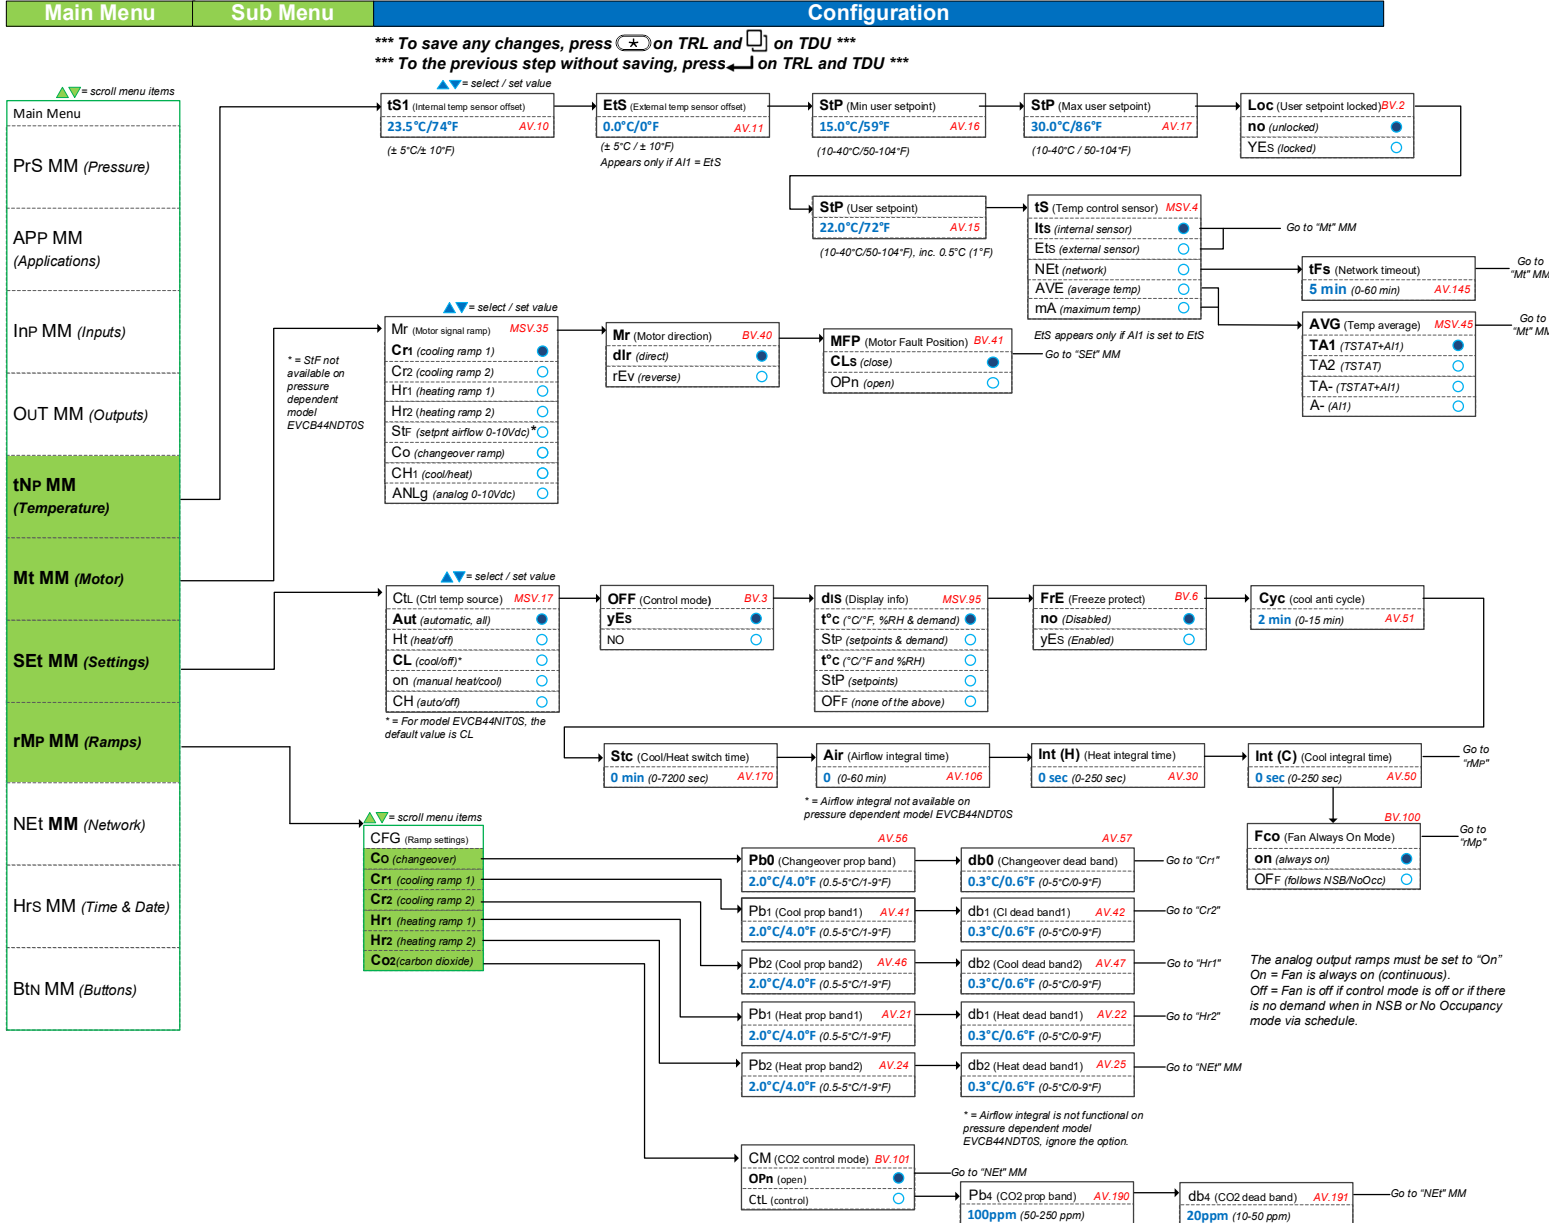 Main Menu
Sub Menu
Configuration
*** To save any changes, press * on TRL and on TDU ***
*** To the previous step without saving, press on TRL and TDU ***
= scroll menu items
Main Menu
PrS MM (Pressure)
APP MM
(Applications)
InP MM (Inputs)
OuT MM (Outputs)
tNP MM
(Temperature)
Mt MM (Motor)
SEt MM (Settings)
rMP MM (Ramps)
NEt MM (Network)
HrS MM (Time & Date)
BtN MM (Buttons)
= select / set value
tS1 (Internal temp sensor offset)
23.5°C/74°F AV.10
(± 5°C/± 10°F)
EtS (External temp sensor offset)
0.0°C/0°F AV.11
(± 5°C / ± 10°F)
Appears only if AI1 = EtS
StP (Min user setpoint)
15.0°C/59°F AV.16
(10-40°C/50-104°F)
StP (Max user setpoint)
30.0°C/86°F AV.17
(10-40°C / 50-104°F)
Loc (User setpoint locked) BV.2
no (unlocked)
YEs (locked)
StP (User setpoint)
22.0°C/72°F AV.15
(10-40°C/50-104°F), inc. 0.5°C (1°F)
tS (Temp control sensor) MSV.4
Its (internal sensor)
Ets (external sensor)
NEt (network)
AVE (average temp)
mA (maximum temp)
EtS appears only if AI1 is set to EtS
Go to "Mt" MM
tFs (Network timeout)
5 min (0-60 min) AV.145
Go to
"Mt" MM
AVG (Temp average) MSV.45
TA1 (TSTAT+AI1)
TA2 (TSTAT)
TA- (TSTAT+AI1)
A- (AI1)
Go to
"Mt" MM
= select / set value
* = StF not
available on
pressure
dependent
model
EVCB44NDT0S
Mr (Motor signal ramp) MSV.35
Cr1 (cooling ramp 1)
Cr2 (cooling ramp 2)
Hr1 (heating ramp 1)
Hr2 (heating ramp 2)
StF (setpnt airflow 0-10Vdc)*
Co (changeover ramp)
CH1 (cool/heat)
ANLg (analog 0-10Vdc)
Mr (Motor direction) BV.40
dIr (direct)
rEv (reverse)
MFP (Motor Fault Position) BV.41
CLs (close)
OPn (open)
Go to "SEt" MM
= select / set value
CtL (Ctrl temp source) MSV.17
Aut (automatic, all)
Ht (heat/off)
CL (cool/off)*
on (manual heat/cool)
CH (auto/off)
* = For model EVCB44NIT0S, the
default value is CL
OFF (Control mode) BV.3
yEs
NO
dIs (Display info) MSV.95
t°c (°C/°F, %RH & demand)
StP (setpoints & demand)
t°c (°C/°F and %RH)
StP (setpoints)
OFF (none of the above)
FrE (Freeze protect) BV.6
no (Disabled)
yEs (Enabled)
Cyc (cool anti cycle)
2 min (0-15 min) AV.51
Stc (Cool/Heat switch time)
0 min (0-7200 sec) AV.170
Air (Airflow integral time)
0 (0-60 min) AV.106
* = Airflow integral not available on
pressure dependent model EVCB44NDT0S
Int (H) (Heat integral time)
0 sec (0-250 sec) AV.30
Int (C) (Cool integral time)
0 sec (0-250 sec) AV.50
Go to
"rMP"
BV.100
Fco (Fan Always On Mode)
on (always on)
OFF (follows NSB/NoOcc)
Go to
"rMp"
The analog output ramps must be set to "On"
On = Fan is always on (continuous).
Off = Fan is off if control mode is off or if there
is no demand when in NSB or No Occupancy
mode via schedule.
= scroll menu items
CFG (Ramp settings)
Co (changeover)
Cr1 (cooling ramp 1)
Cr2 (cooling ramp 2)
Hr1 (heating ramp 1)
Hr2 (heating ramp 2)
Co2 (carbon dioxide)
AV.56
Pb0 (Changeover prop band)
2.0°C/4.0°F (0.5-5°C/1-9°F)
AV.57
db0 (Changeover dead band)
0.3°C/0.6°F (0-5°C/0-9°F)
Go to "Cr1"
Pb1 (Cool prop band1) AV.41
2.0°C/4.0°F (0.5-5°C/1-9°F)
db1 (Cl dead band1) AV.42
0.3°C/0.6°F (0-5°C/0-9°F)
Go to "Cr2"
Pb2 (Cool prop band2) AV.46
2.0°C/4.0°F (0.5-5°C/1-9°F)
db2 (Cool dead band2) AV.47
0.3°C/0.6°F (0-5°C/0-9°F)
Go to "Hr1"
Pb1 (Heat prop band1) AV.21
2.0°C/4.0°F (0.5-5°C/1-9°F)
db1 (Heat dead band1) AV.22
0.3°C/0.6°F (0-5°C/0-9°F)
Go to "Hr2"
Pb2 (Heat prop band2) AV.24
2.0°C/4.0°F (0.5-5°C/1-9°F)
db2 (Heat dead band1) AV.25
0.3°C/0.6°F (0-5°C/0-9°F)
Go to "NEt" MM
* = Airflow integral is not functional on
pressure dependent model
EVCB44NDT0S, ignore the option.
CM (CO2 control mode) BV.101
OPn (open)
CtL (control)
Go to "NEt" MM
Pb4 (CO2 prop band) AV.190
100ppm (50-250 ppm)
db4 (CO2 dead band) AV.191
20ppm (10-50 ppm)
Go to "NEt" MM